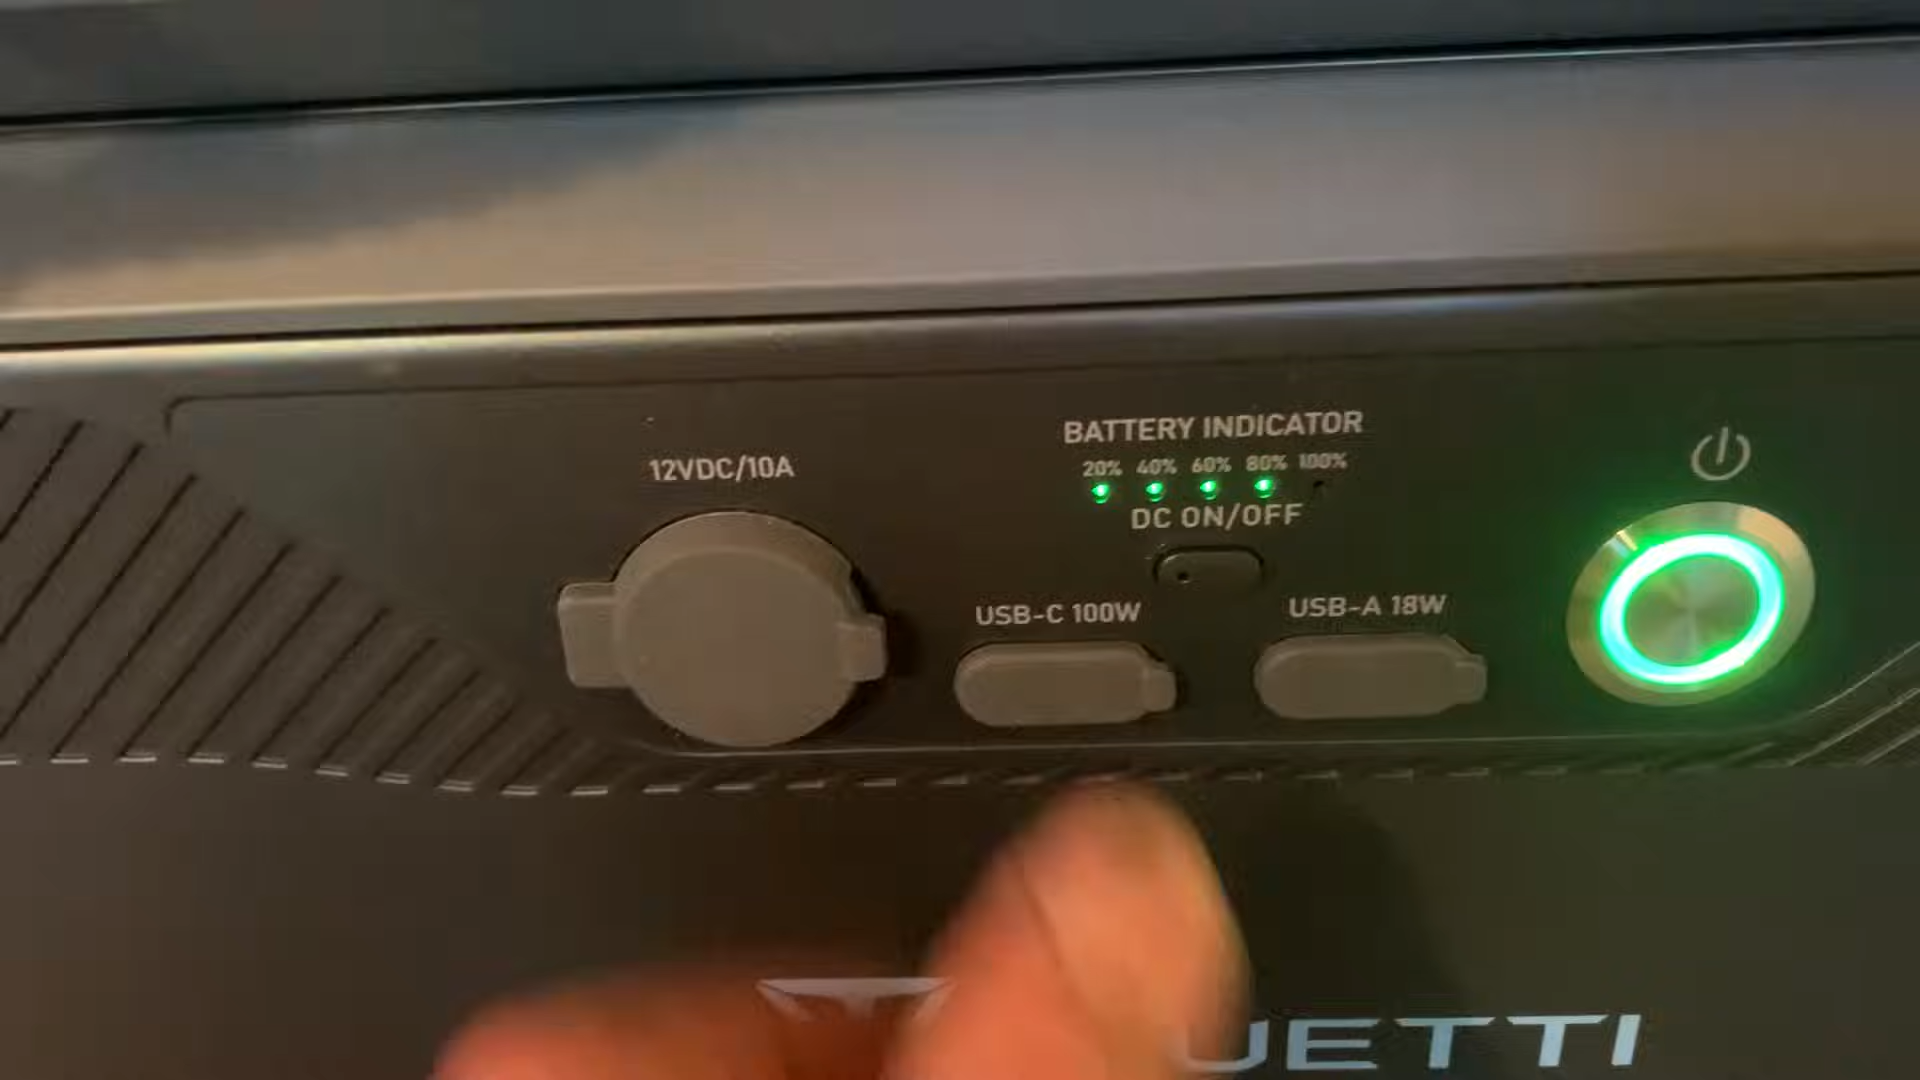 BATTERY INDICATOR
20% 40% 60% 80% 100%
12VDC/10A
DC ON/OFF
USB-C 100W
USB-A 18W
UETTI